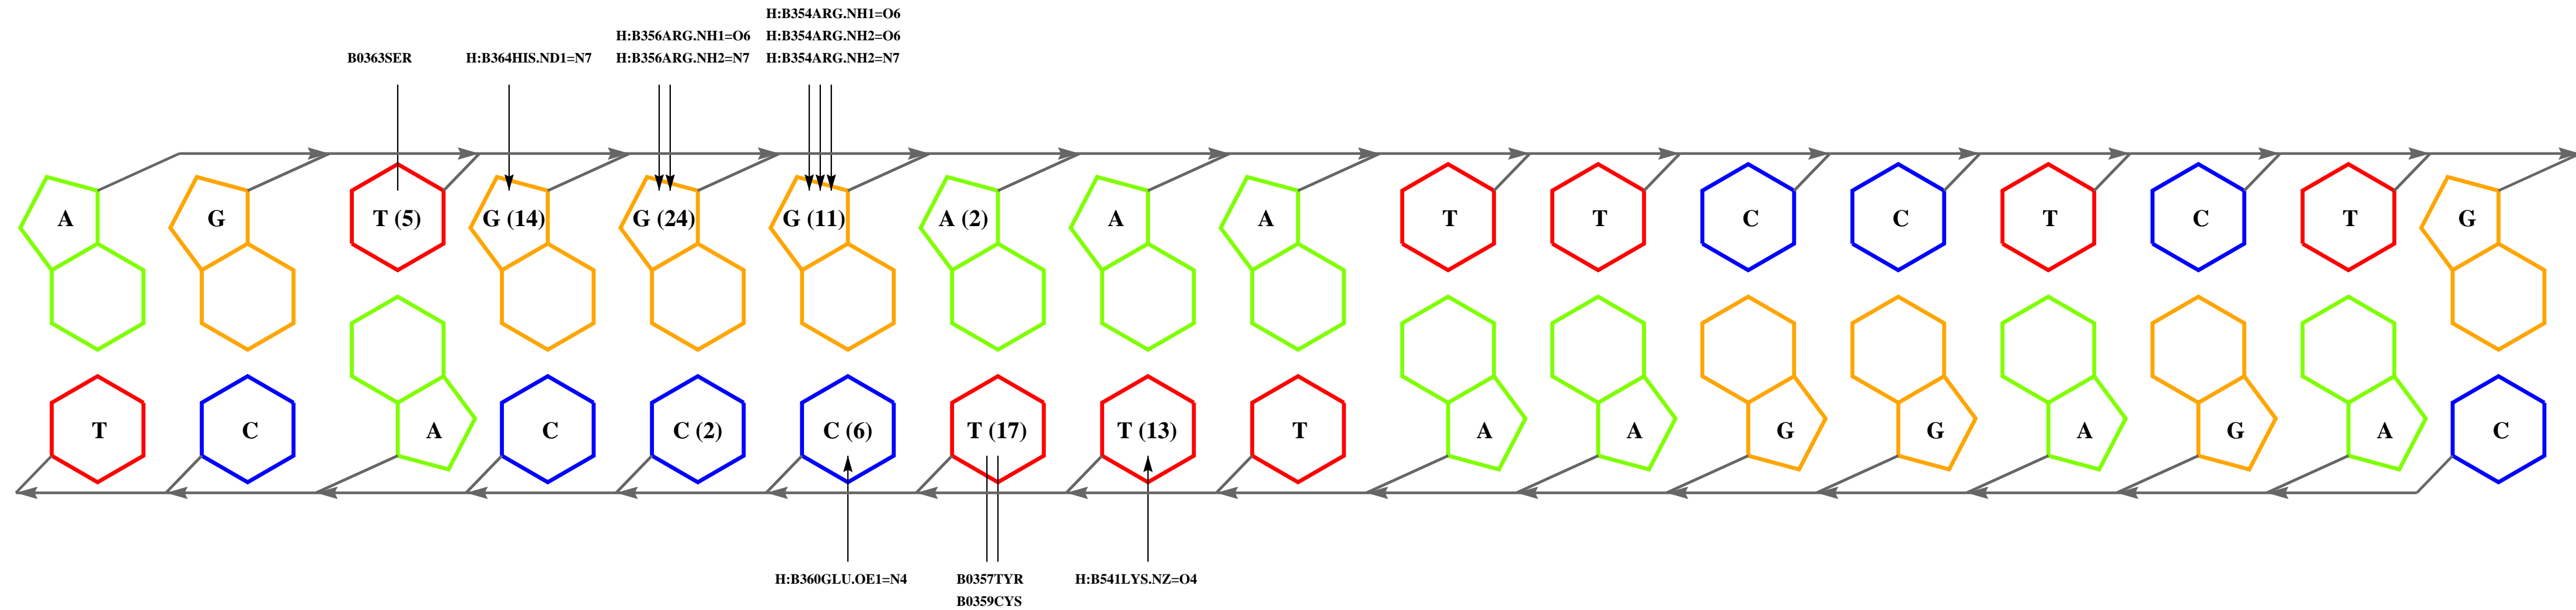 H:B354ARG.NH1=O6
H:B356ARG.NH1=O6 H:B354ARG.NH2=O6
B0363SER H:B364HIS.ND1=N7 H:B356ARG.NH2=N7 H:B354ARG.NH2=N7
A G T (5) G (14) G (24) G (11) A (2) A A T T C C T C T G
T C A C C (2) C (6) T (17) T (13) T A A G G A G A C
H:B360GLU.OE1=N4 B0357TYR H:B541LYS.NZ=O4
B0359CYS